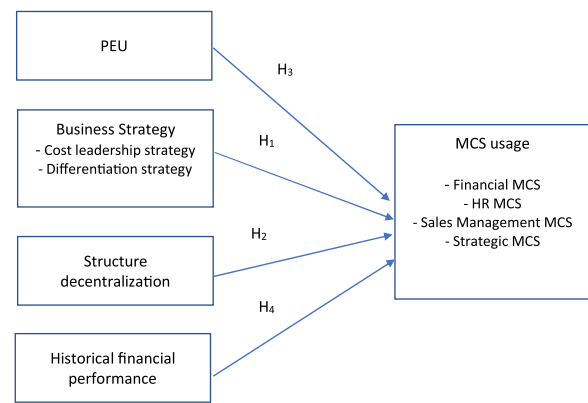 PEU
H3
Business Strategy
- Cost leadership strategy
- Differentiation strategy
H1
MCS usage
- Financial MCS
- HR MCS
- Sales Management MCS
- Strategic MCS
Structure
decentralization
H2
Historical financial
performance
H4